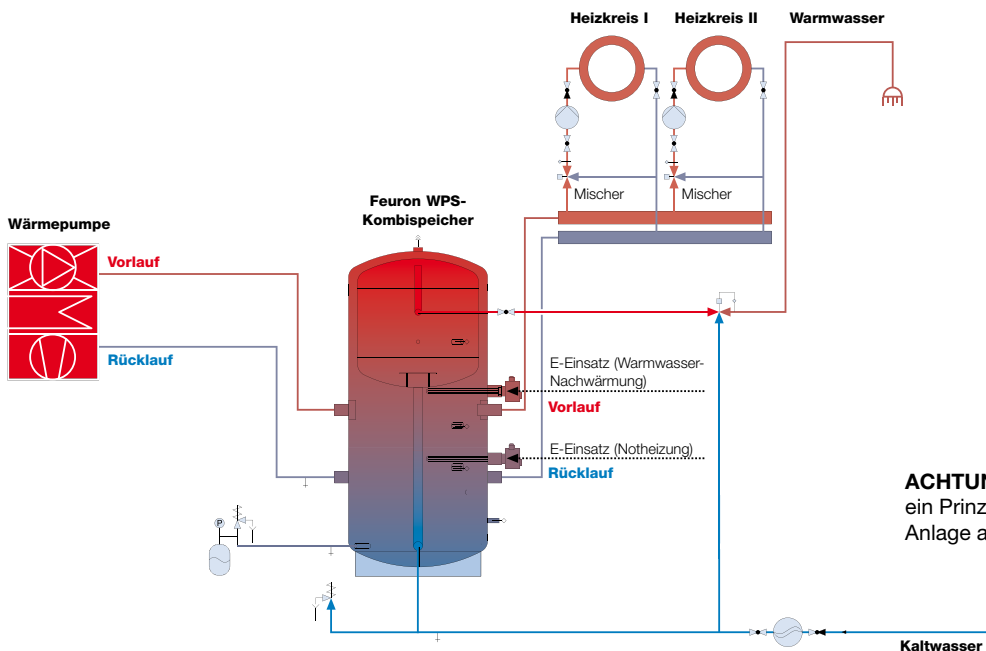 Heizkreis I
Heizkreis II
Warmwasser
Mischer
Mischer
Feuron WPS-
Kombispeicher
Wärmepumpe
Vorlauf
Rücklauf
E-Einsatz (Warmwasser-
Nachwärmung)
Vorlauf
E-Einsatz (Notheizung)
Rücklauf
ein Prinz
Anlage a
P
Kaltwasser